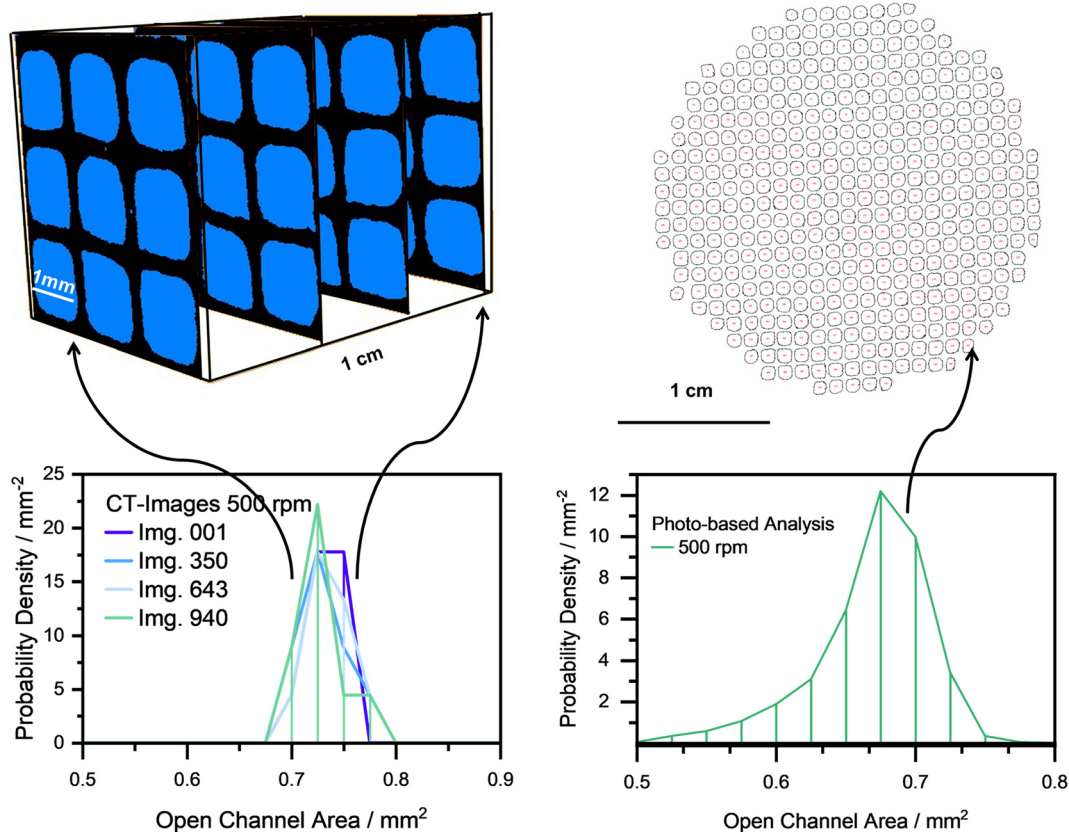 1mm
1 cm
1 cm
25
20
15
10
5
0
Probability Density / mm-2
CT-Images 500 rpm
Img. 001
Img. 350
Img. 643
Img. 940
0.5
0.6
0.7
0.8
0.9
Open Channel Area / mm2
12
10
8
6
4
2
Probability Density / mm-2
Photo-based Analysis
500 rpm
0.5
0.6
0.7
0.8
Open Channel Area / mm2